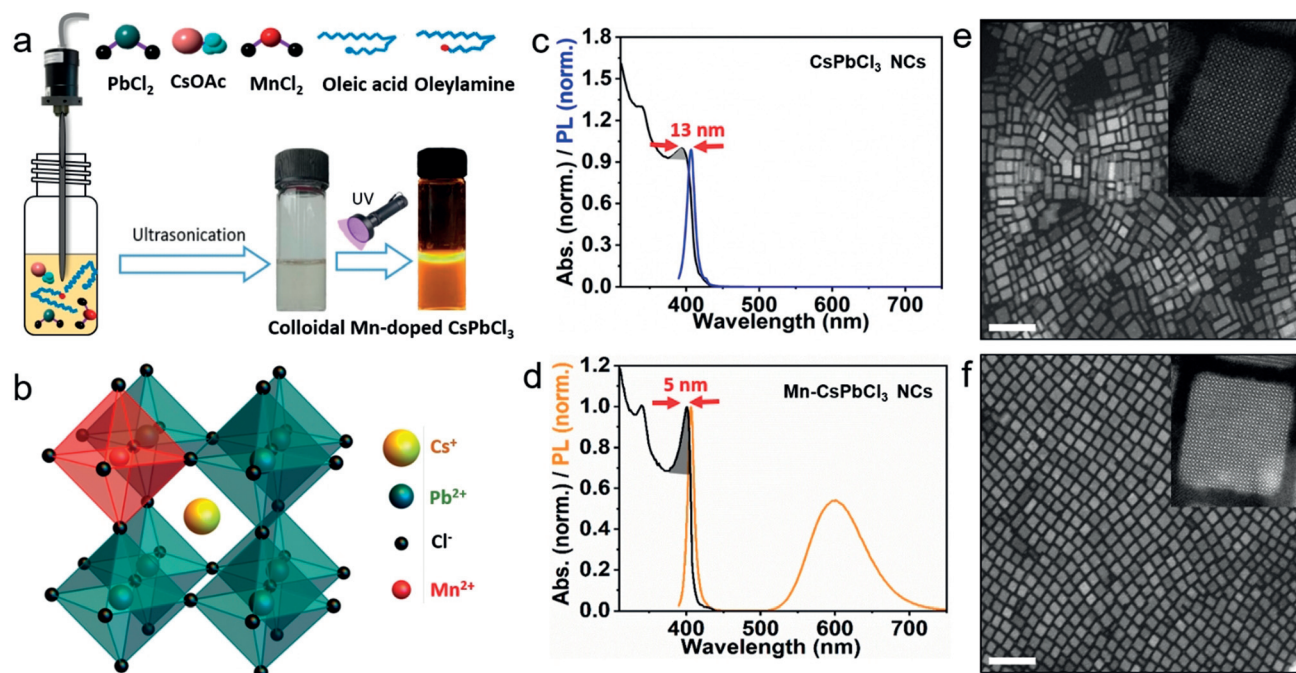 a
PbCl2 CsOAc MnCl2 Oleic acid Oleylamine
Ultrasonication
UV
Colloidal Mn-doped CsPbCl3
b
Cs+
Pb2+
Cl-
Mn2+
c
CsPbCl3 NCs
13 nm
Abs. (norm.) / PL (norm.)
1.8
1.5
1.2
0.9
0.6
0.3
0.0
400 500 600 700
Wavelength (nm)
d
Mn-CsPbCl3 NCs
5 nm
Abs. (norm.) / PL (norm.)
1.2
1.0
0.8
0.6
0.4
0.2
0.0
400 500 600 700
Wavelength (nm)
e
f